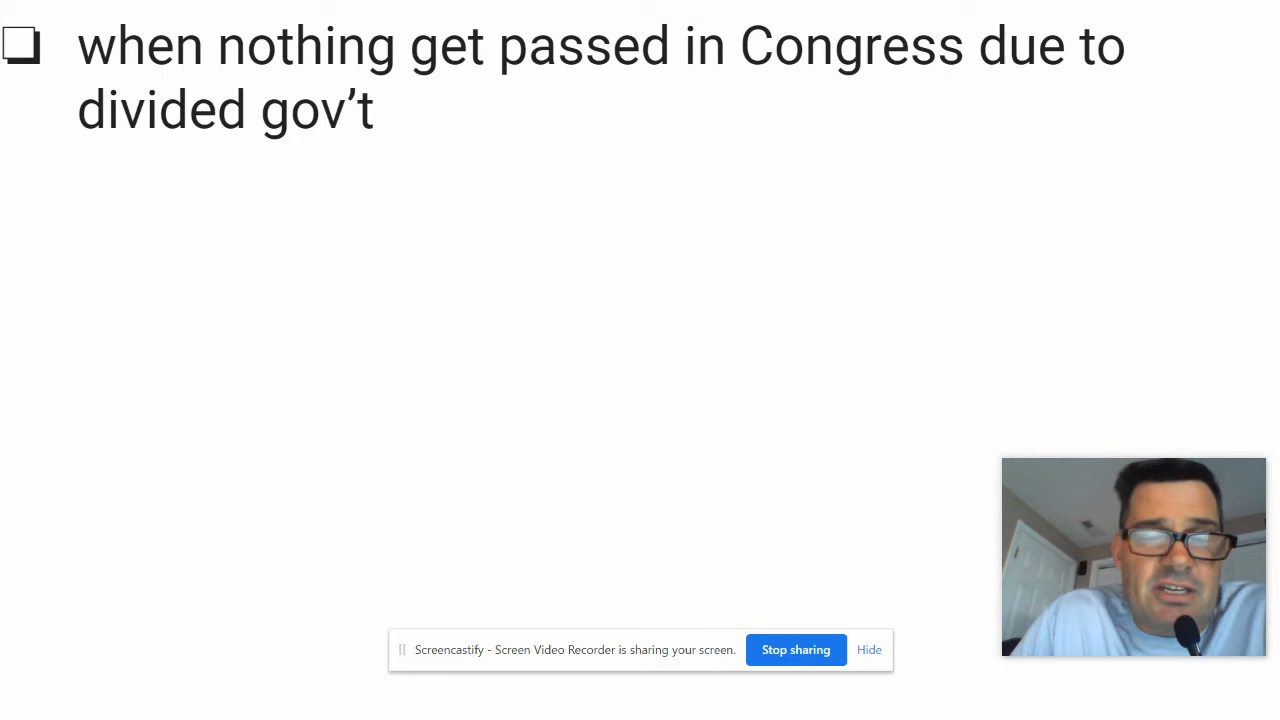 when nothing get passed in Congress due to
divided gov’t
Screencastify - Screen Video Recorder is sharing your screen.
Stop sharing
Hide